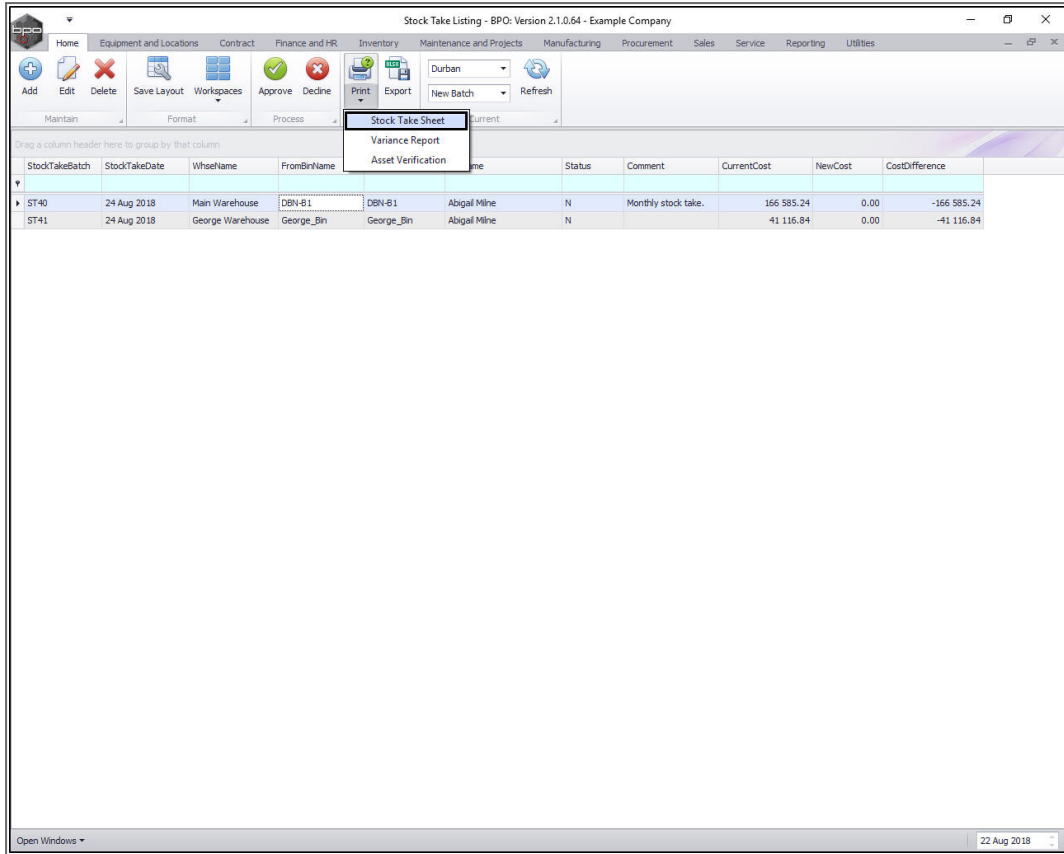 Stock Take Listing - BPO: Version 2.1.0.64 - Example Company
bpo
Home Equipment and Locations Contract Finance and HR Inventory Maintenance and Projects Manufacturing Procurement Sales Service Reporting Utilities
Durban
Add Edit Delete Save Layout Workspaces Approve Decline Print Export New Batch Refresh
Maintain Format Process Current
Stock Take Sheet
Variance Report
Asset Verification
Drag a column header here to group by that column
StockTakeBatch StockTakeDate WhseName FromBinName me Status Comment CurrentCost NewCost CostDifference
ST40 24 Aug 2018 Main Warehouse DBN-B1 DBN-B1 Abigail Milne N Monthly stock take. 166 585.24 0.00 -166 585.24
ST41 24 Aug 2018 George Warehouse George_Bin George_Bin Abigail Milne N 41 116.84 0.00 -41 116.84
Open Windows 22 Aug 2018